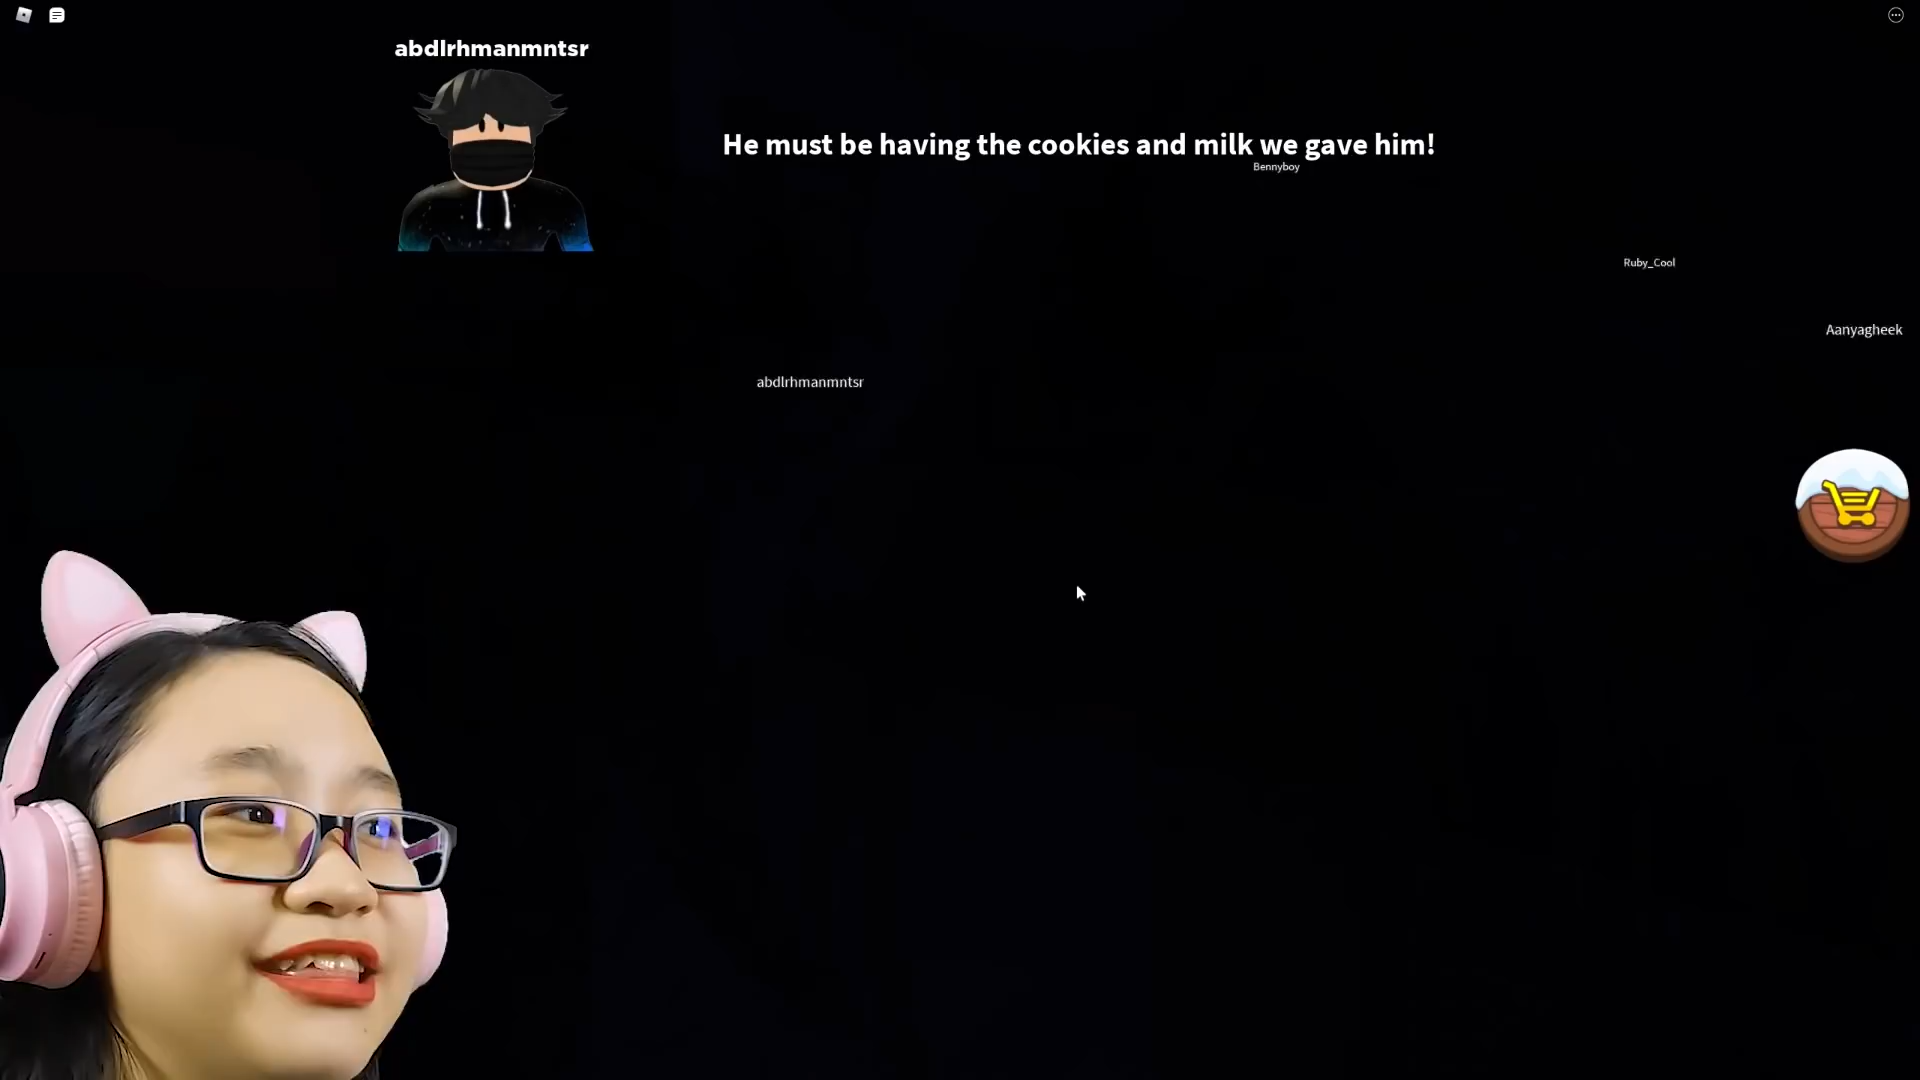 abdlrhmanmntsr
He must be having the cookies and milk we gave him!
Bennyboy
Ruby_Cool
Aanyagheek
abdlrhmanmntsr